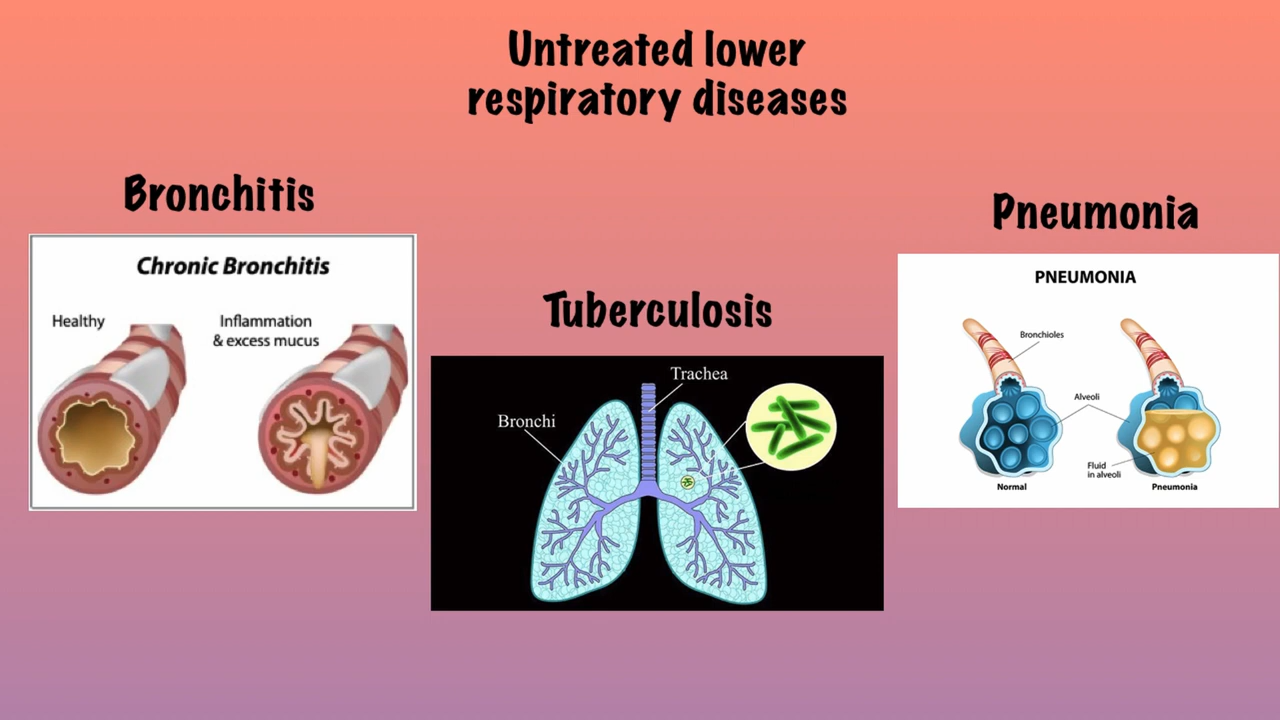 Untreated lower
respiratory diseases
Bronchitis
Chronic Bronchitis
Healthy
Inflammation
& excess mucus
Tuberculosis
Trachea
Bronchi
Pneumonia
PNEUMONIA
Bronchioles
Alveoli
Fluid
in alveoli
Normal
Pneumonia